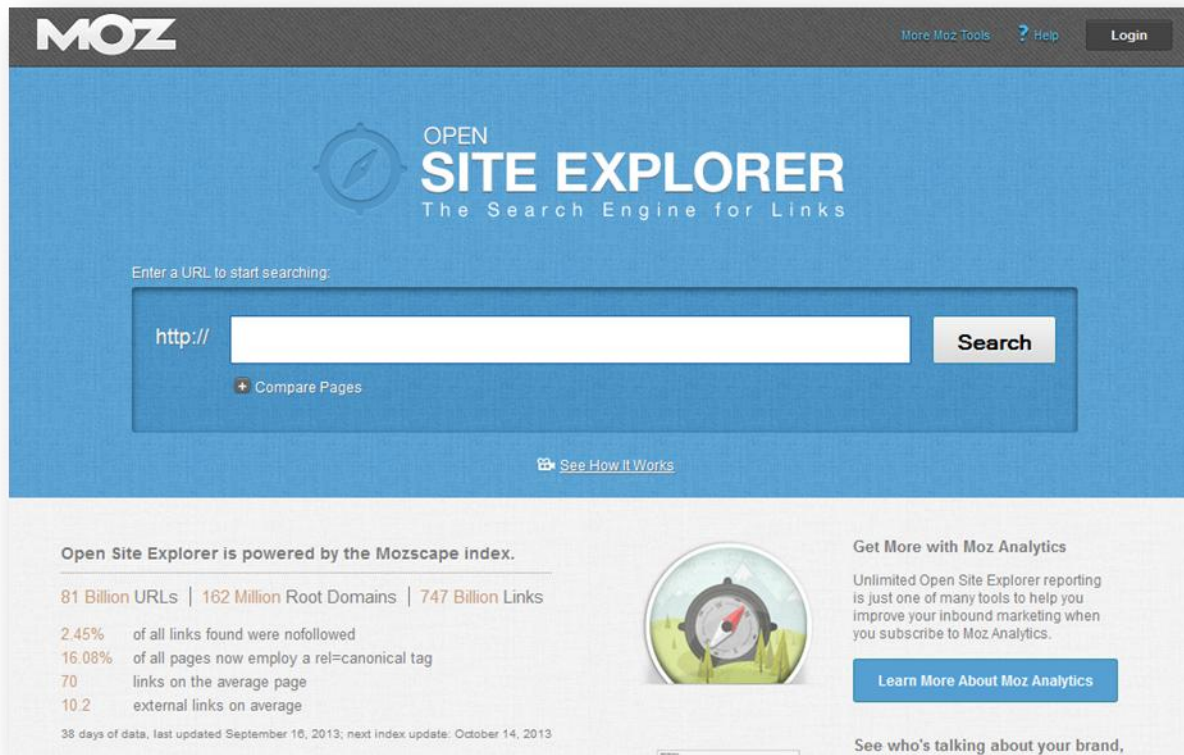 MOZ
More Moz Tools ? Help Login
OPEN
SITE EXPLORER
The Search Engine for Links
Enter a URL to start searching:
http:// Search
+ Compare Pages
See How It Works
Open Site Explorer is powered by the Mozscape index.
81 Billion URLs | 162 Million Root Domains | 747 Billion Links
2.45% of all links found were nofollowed
16.08% of all pages now employ a rel=canonical tag
70 links on the average page
10.2 external links on average
38 days of data, last updated September 16, 2013; next index update: October 14, 2013
Get More with Moz Analytics
Unlimited Open Site Explorer reporting
is just one of many tools to help you
improve your inbound marketing when
you subscribe to Moz Analytics.
Learn More About Moz Analytics
See who's talking about your brand,